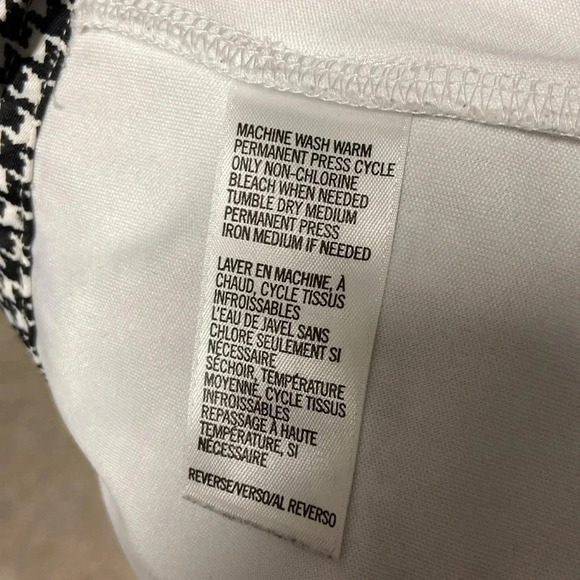 MACHINE WASH WARM
PERMANENT PRESS CYCLE
ONLY NON-CHLORINE
BLEACH WHEN NEEDED
TUMBLE DRY MEDIUM
PERMANENT PRESS
IRON MEDIUM IF NEEDED
LAVER EN MACHINE, À
CHAUD, CYCLE TISSUS
INFROISSABLES
L'EAU DE JAVEL SANS
CHLORE SEULEMENT SI
NÉCESSAIRE
SÉCHOIR, TEMPÉRATURE
MOYENNE, CYCLE TISSUS
INFROISSABLES
REPASSAGE À HAUTE
TEMPÉRATURE, SI
NÉCESSAIRE
REVERSE/VERSO/AL REVERSO